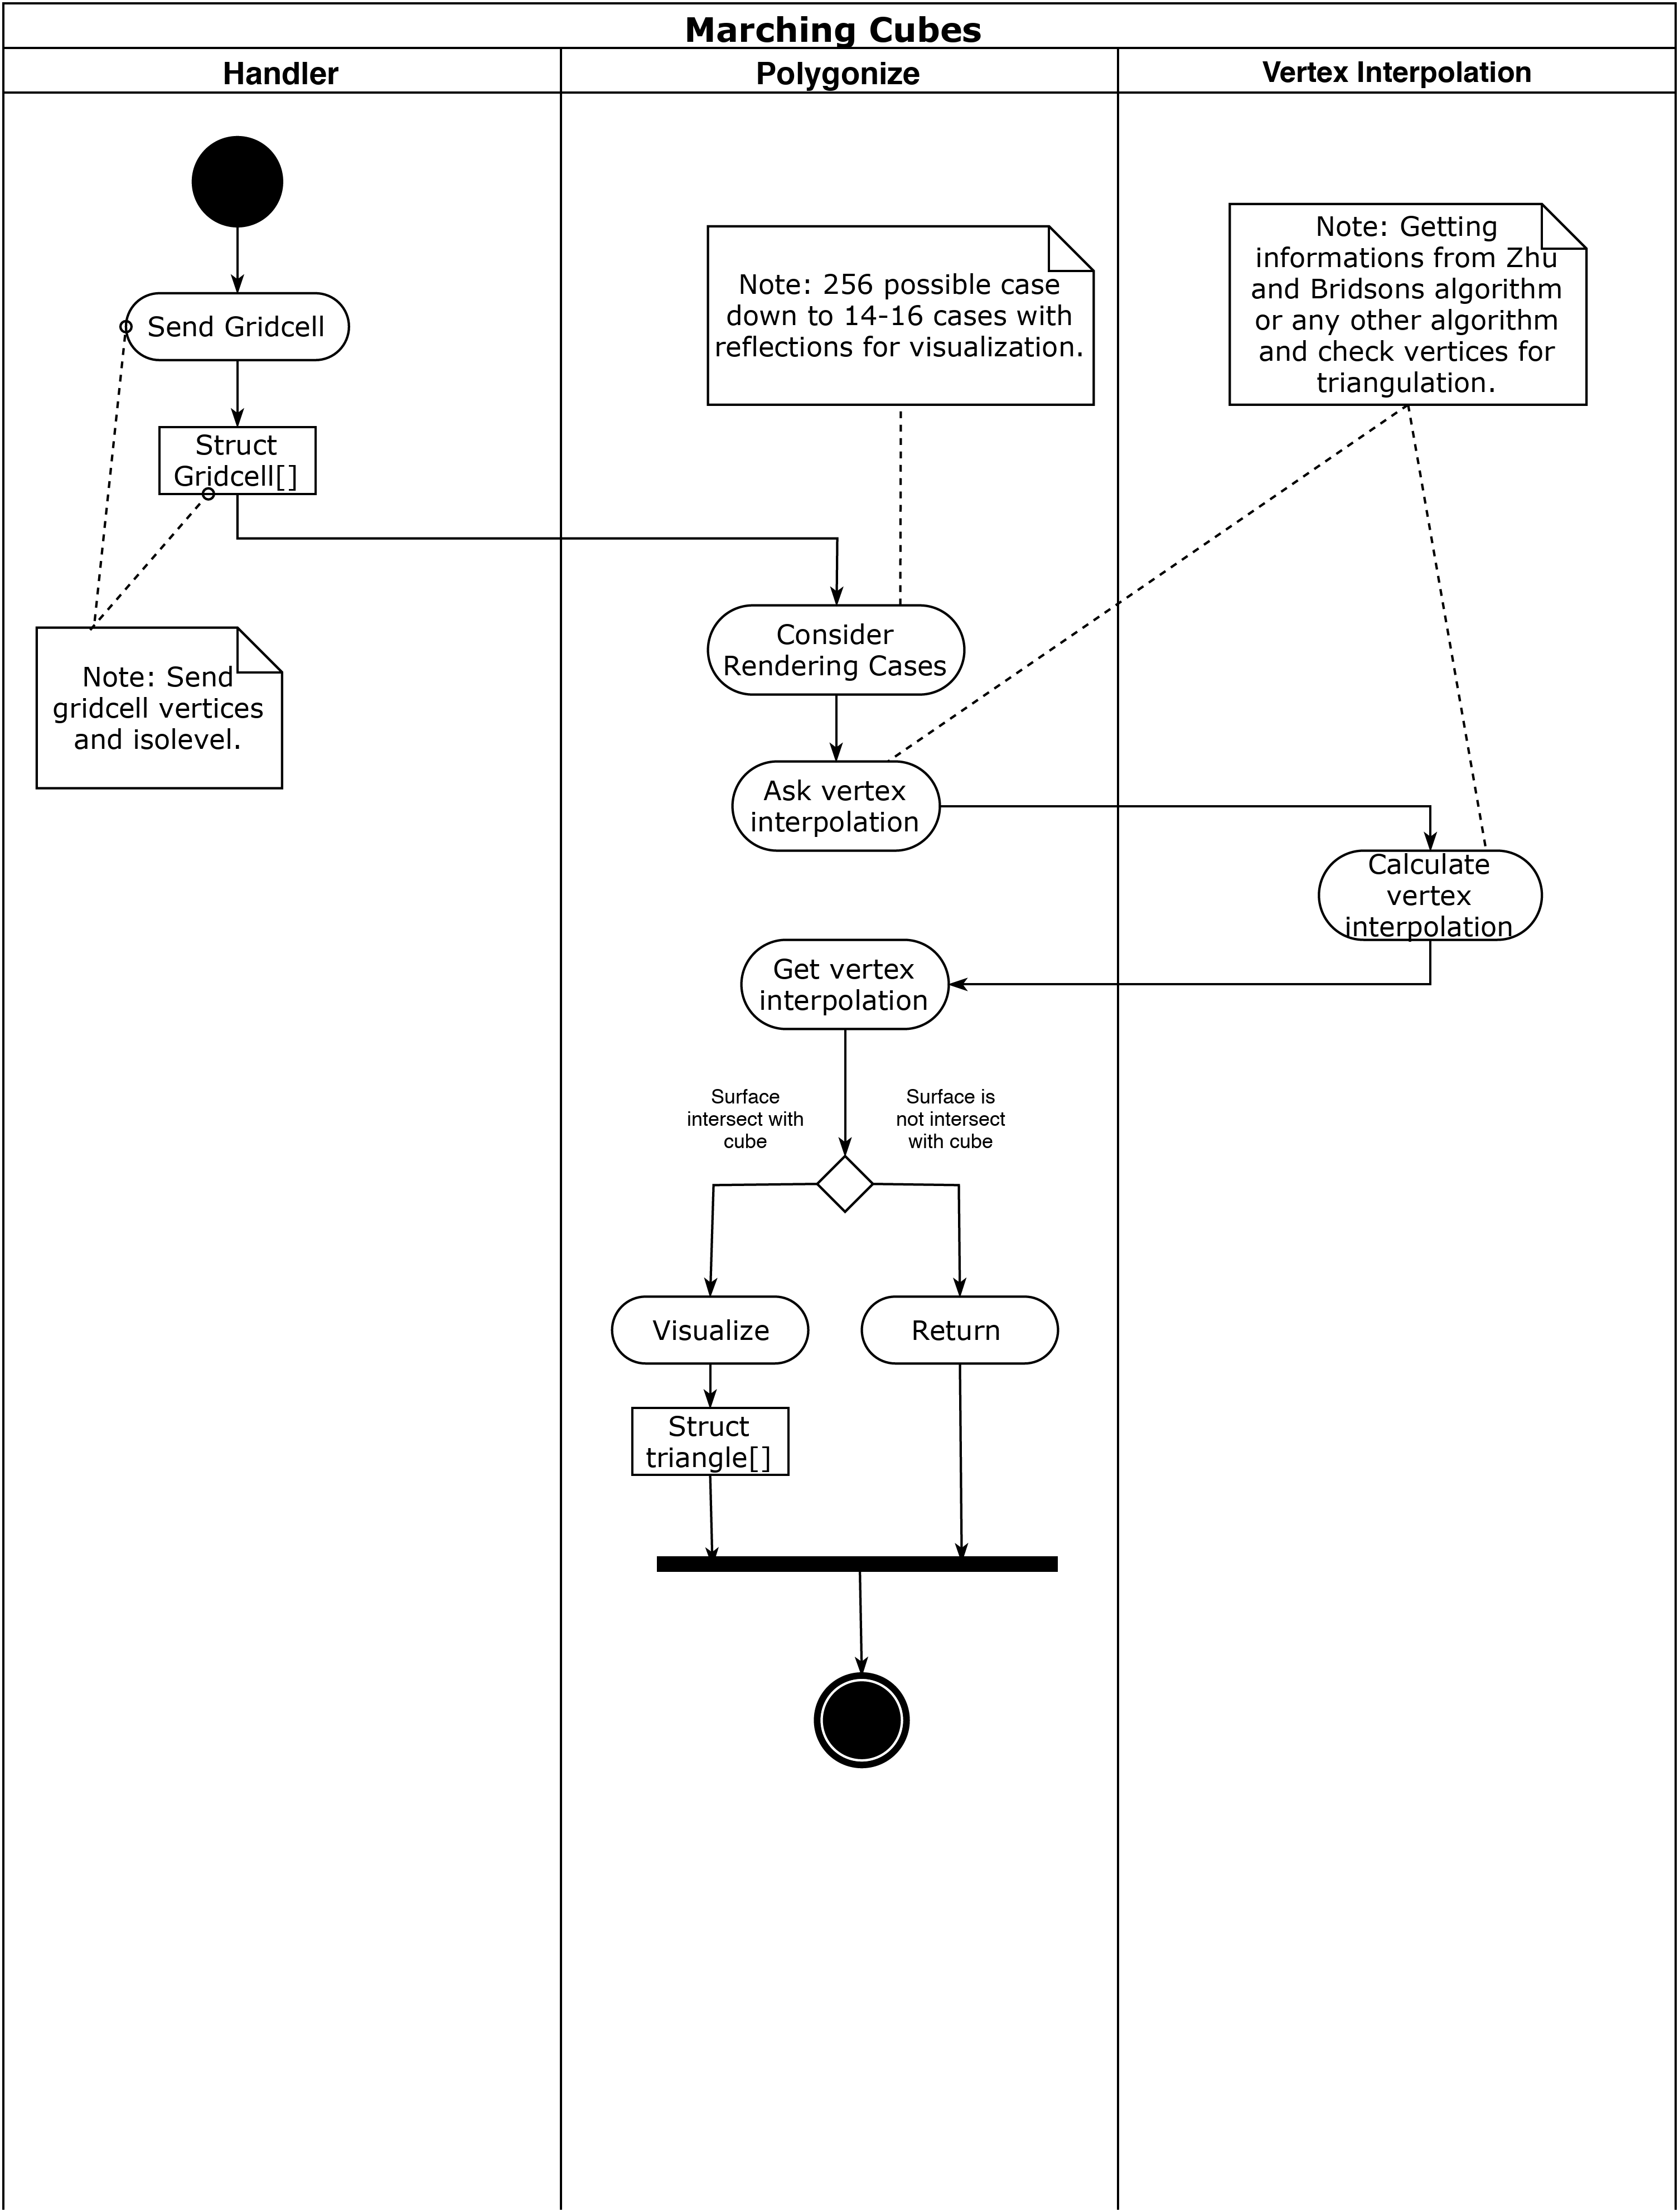 Marching Cubes
Handler
Polygonize
Vertex Interpolation
Note: Getting
informations from Zhu
and Bridsons algorithm
or any other algorithm
and check vertices for
triangulation.
Note: 256 possible case
down to 14-16 cases with
reflections for visualization.
Send Gridcell
Struct
Gridcell[]
Note: Send
gridcell vertices
and isolevel.
Consider
Rendering Cases
Ask vertex
interpolation
Calculate
vertex
interpolation
Get vertex
interpolation
Surface
intersect with
cube
Surface is
not intersect
with cube
Visualize
Return
Struct
triangle[]